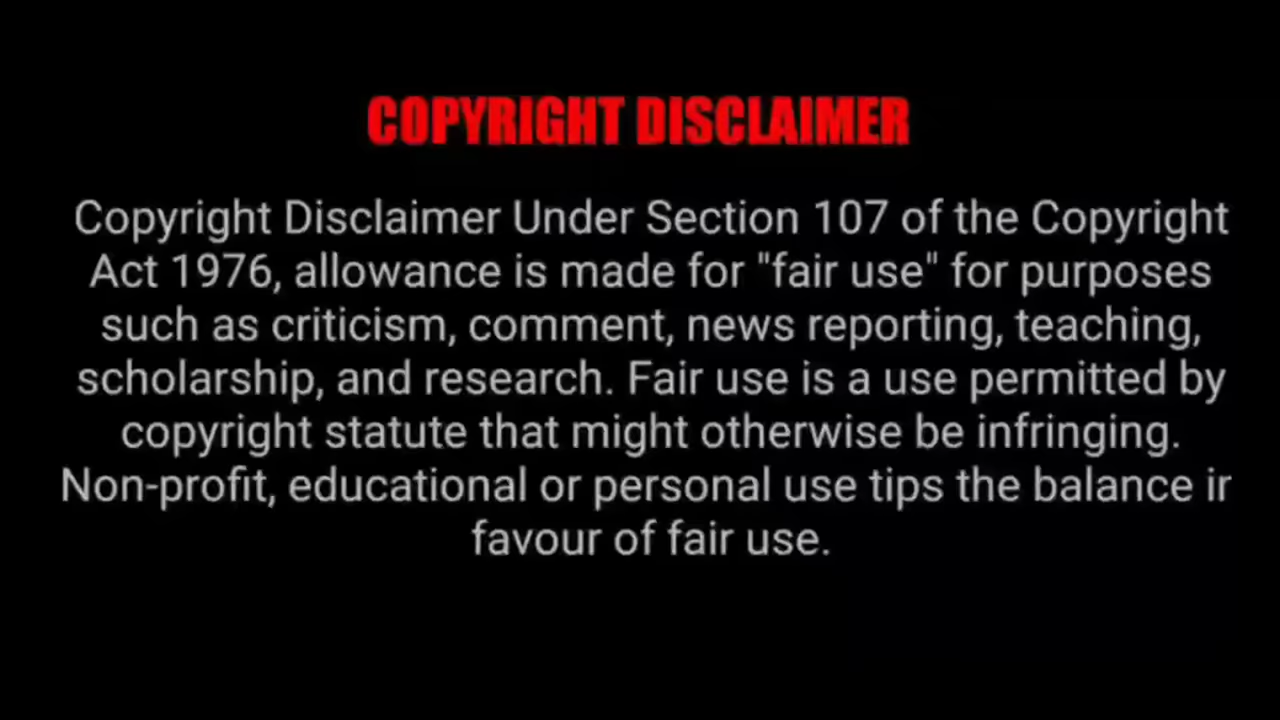 COPYRIGHT DISCLAIMER
Copyright Disclaimer Under Section 107 of the Copyright
Act 1976, allowance is made for "fair use" for purposes
such as criticism, comment, news reporting, teaching,
scholarship, and research. Fair use is a use permitted by
copyright statute that might otherwise be infringing.
Non-profit, educational or personal use tips the balance
favour of fair use.